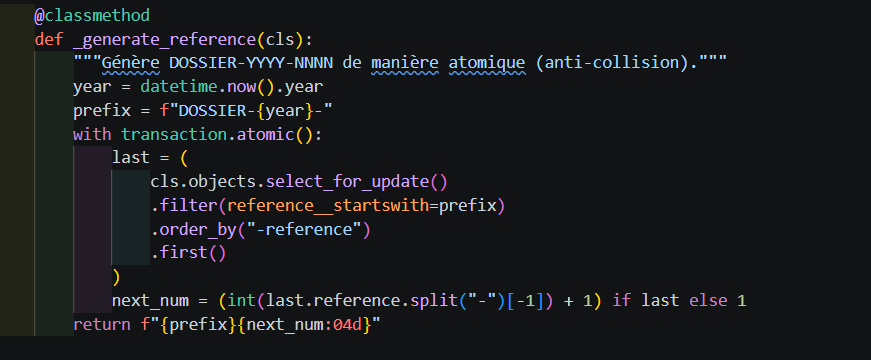 @classmethod
def _generate_reference(cls):
"""Génère DOSSIER-YYYY-NNNN de manière atomique (anti-collision)."""
year = datetime.now().year
prefix = f"DOSSIER-{year}-"
with transaction.atomic():
last = (
cls.objects.select_for_update()
.filter(reference__startswith=prefix)
.order_by("-reference")
.first()
)
next_num = (int(last.reference.split("-")[-1]) + 1) if last else 1
return f"{prefix}{next_num:04d}"